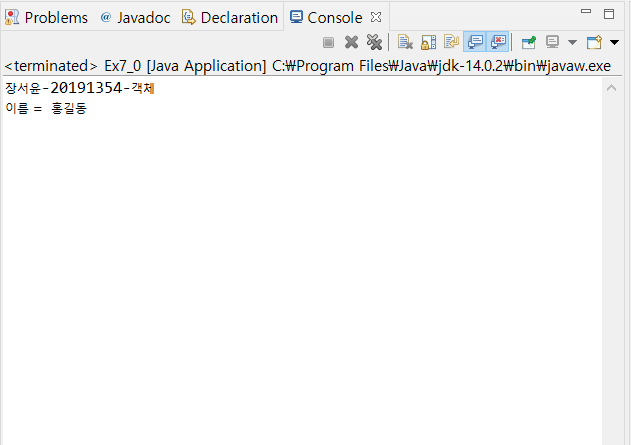 Problems @ Javadoc Declaration Console
<terminated> Ex7_0 [Java Application] C:₩Program Files₩Java₩jdk-14.0.2₩bin₩javaw.exe
장서윤-20191354-객체
이름 = 홍길동